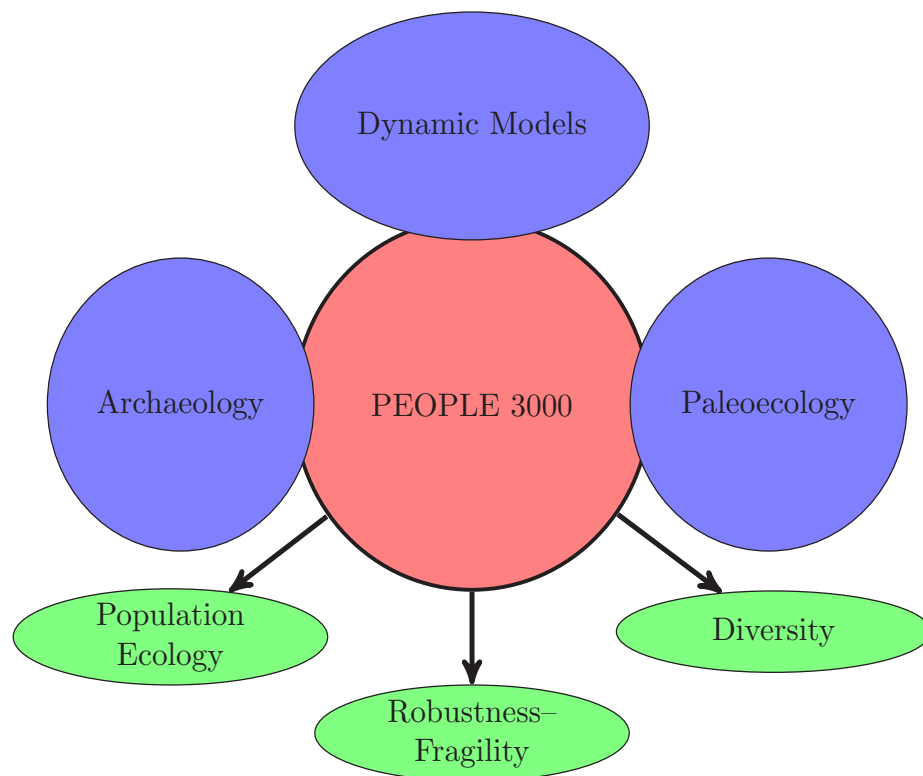 Dynamic Models
Archaeology
PEOPLE 3000
Paleoecology
Population
Ecology
Diversity
Robustness–
Fragility